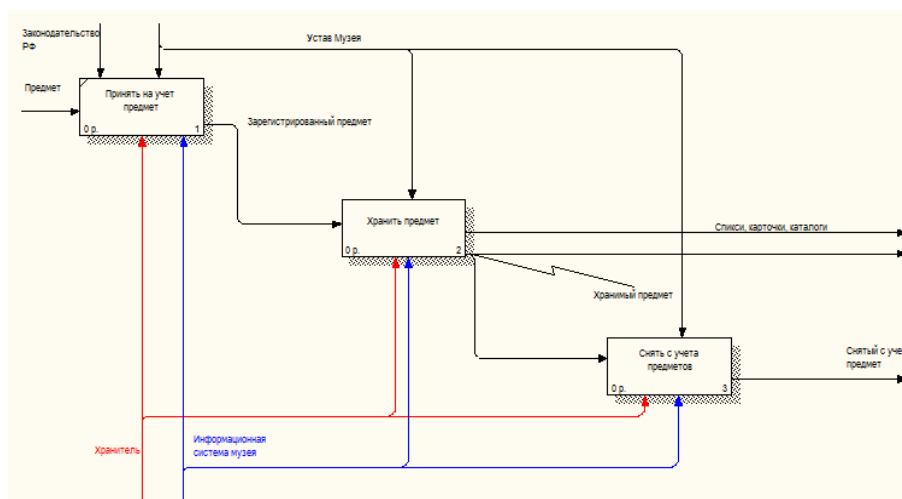 Законодательство
РФ
Устав Музея
Предмет
Принять на учет
предмет
0 р.
1
Зарегистрированный предмет
Хранить предмет
0 р.
2
Спикси, карточки, каталоги
Хранимый предмет
Снять с учета
предметов
0 р.
3
Снятый с уче
предмет
Хранитель
Информационная
система музея